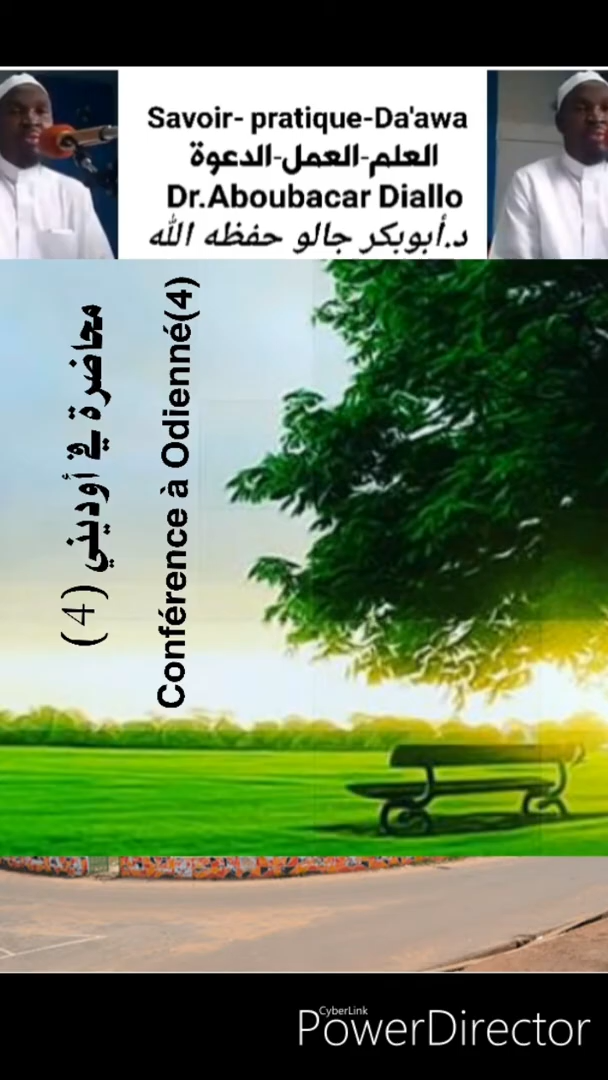 Savoir- pratique-Da'awa
العلم-العمل-الدعوة
Dr.Aboubacar Diallo
د.أبوبكر جالو حفظه الله
محاضرة في أوديني (4)
Conférence à Odienné(4)
CyberLink
PowerDirector